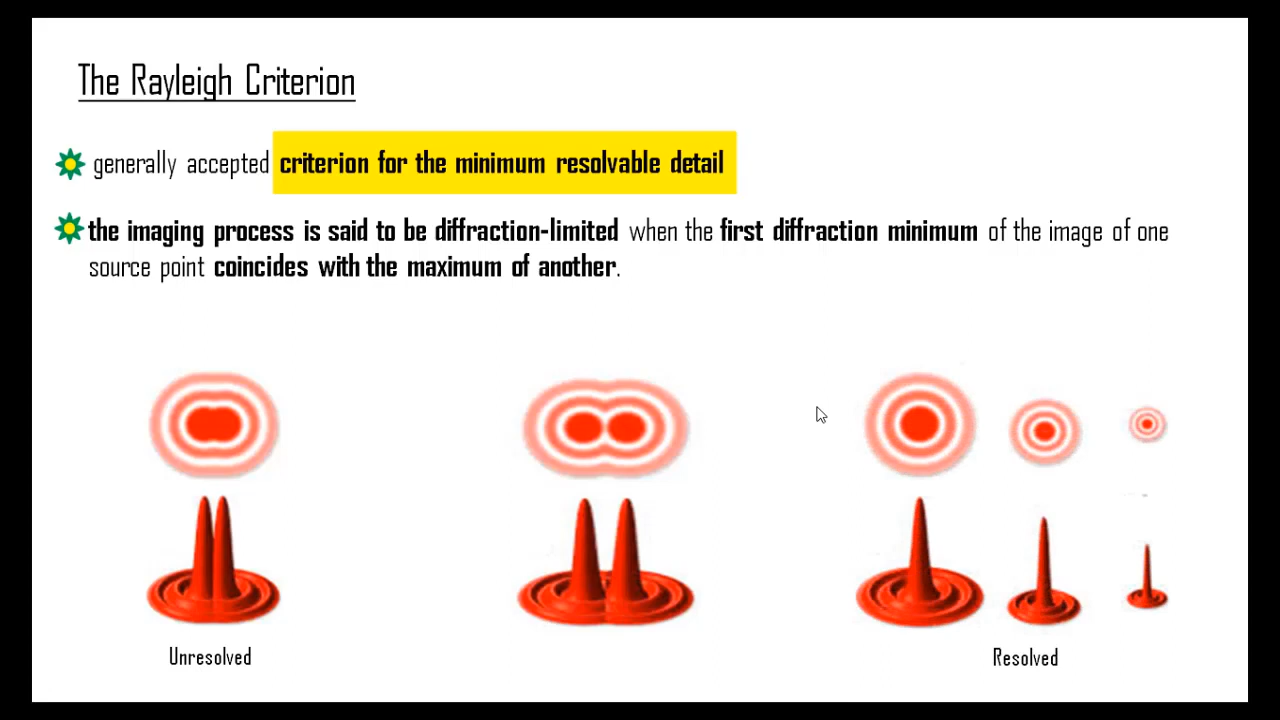 The Rayleigh Criterion
generally accepted criterion for the minimum resolvable detail
the imaging process is said to be diffraction-limited when the first diffraction minimum of the image of one
source point coincides with the maximum of another.
Unresolved
Resolved